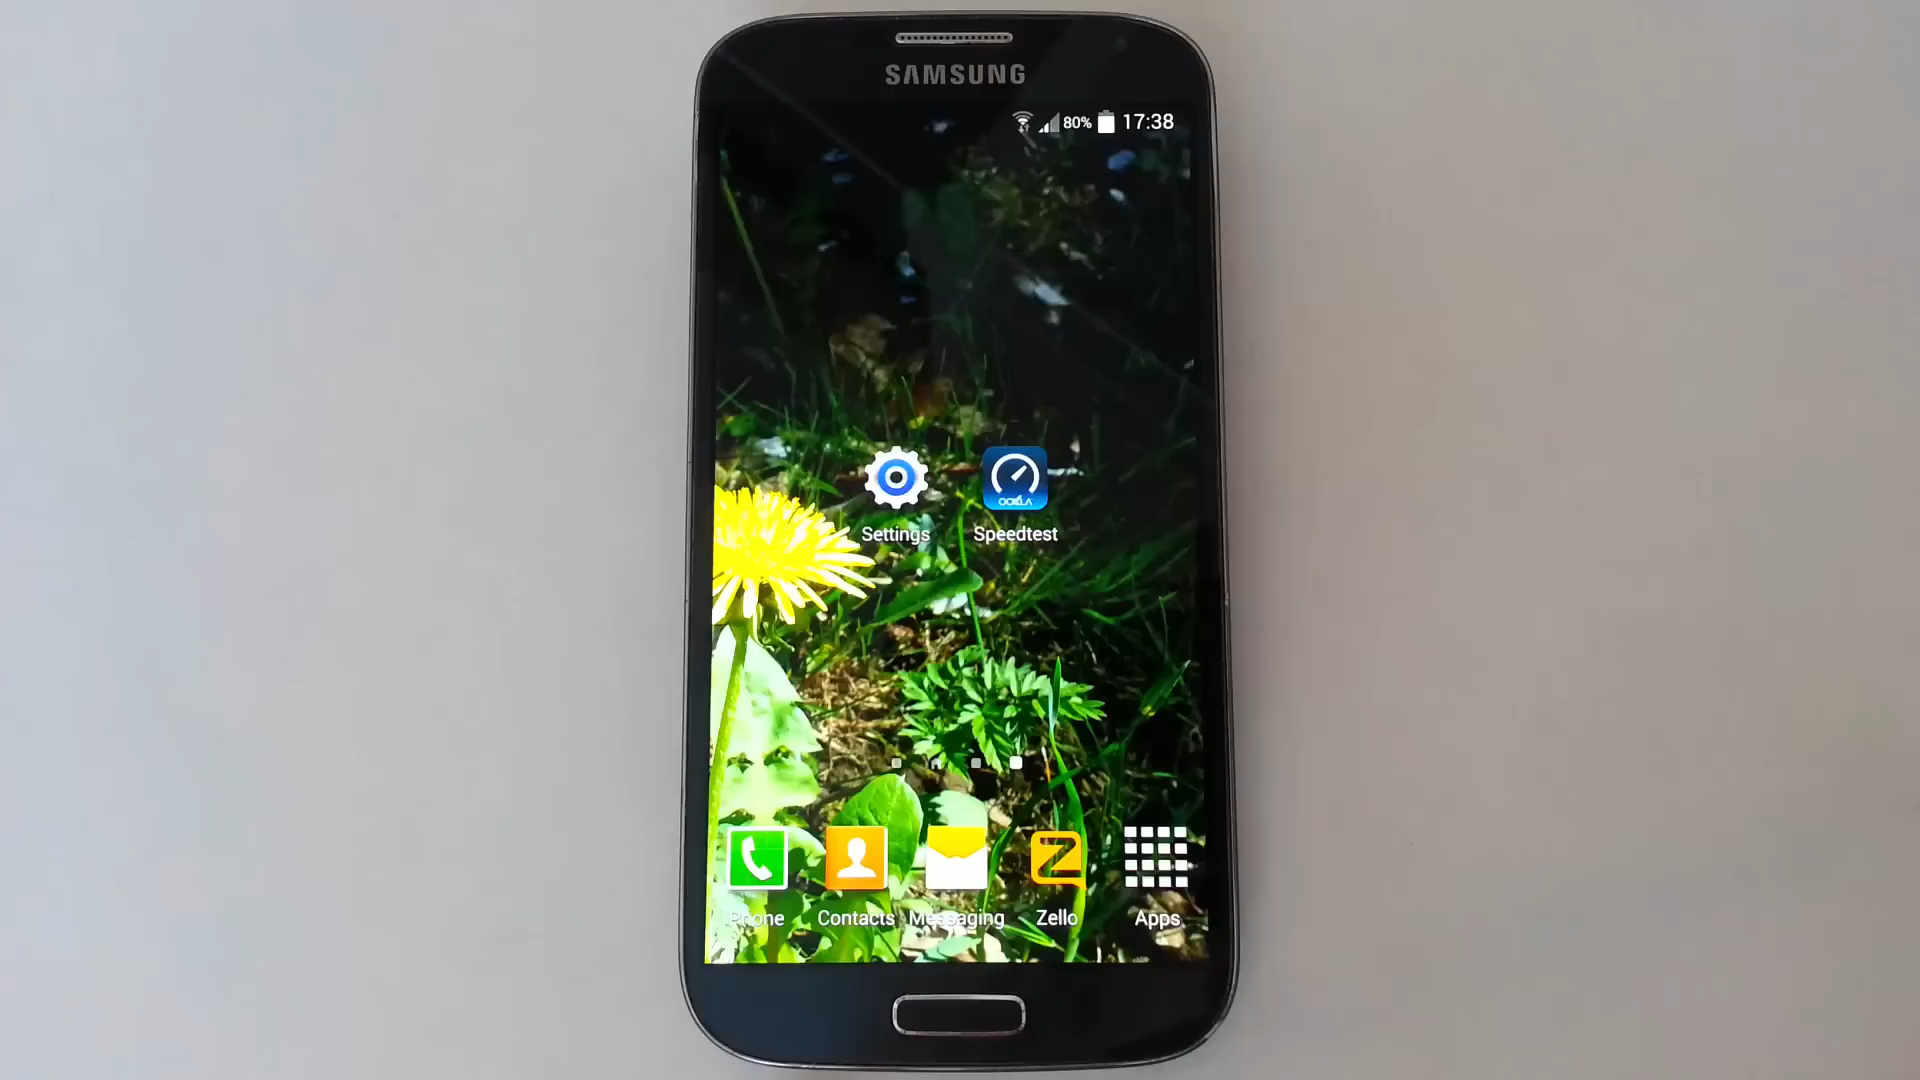 SAMSUNG
80% 17:38
Settings Speedtest
OOKLA
Phone Contacts Messaging Zello Apps